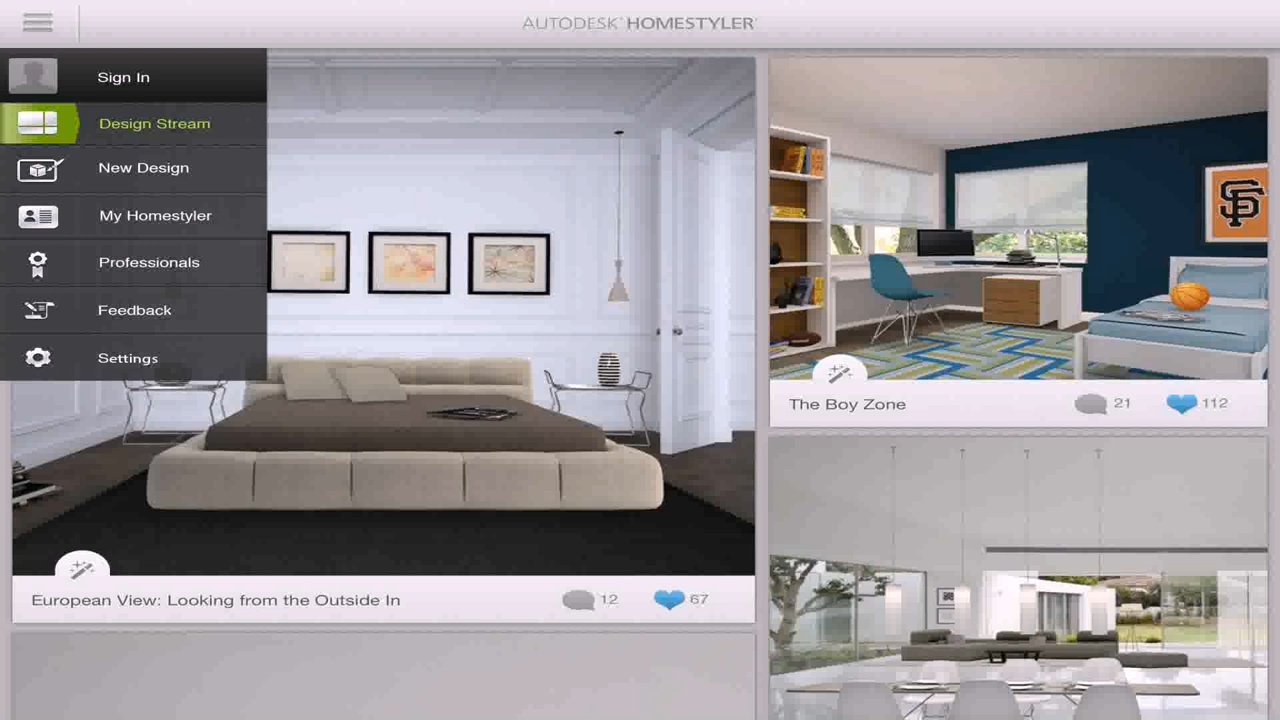 AUTODESK® HOMESTYLER®
Sign In
Design Stream
New Design
My Homestyler
Professionals
Feedback
Settings
SF
The Boy Zone 21 112
European View: Looking from the Outside In 12 67